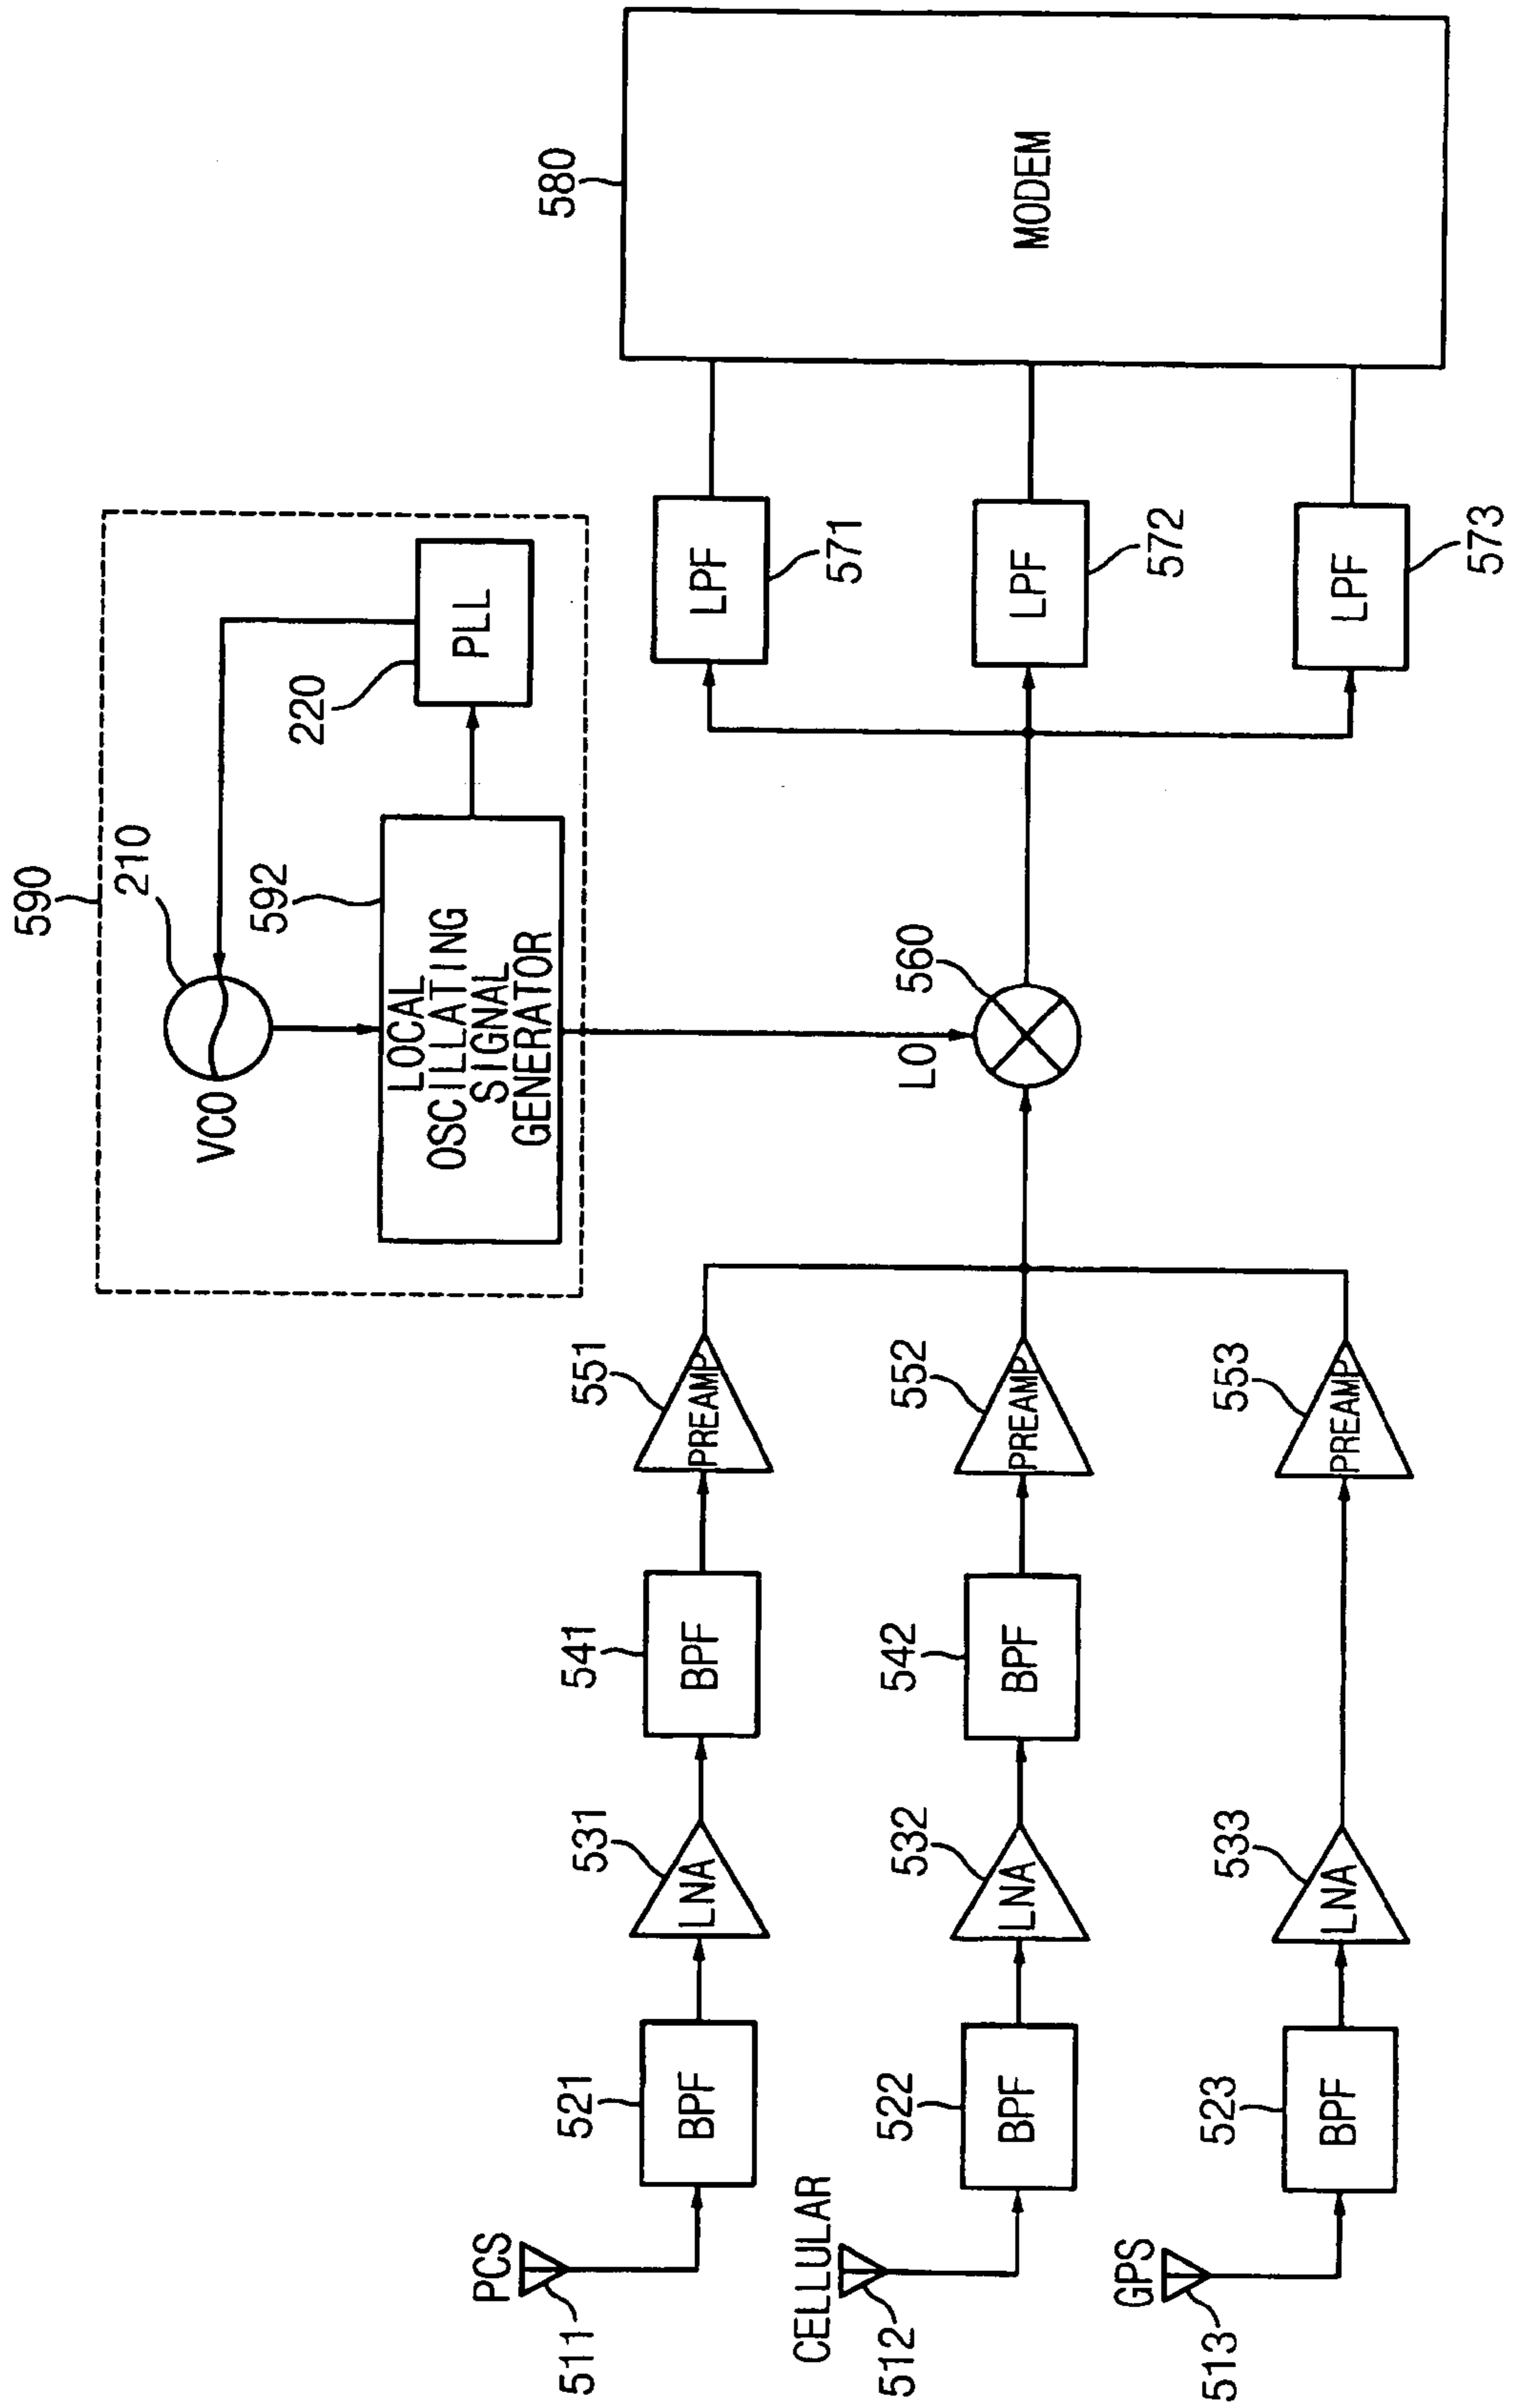 590
210
VCO
592
LOCAL
OSCILLATING
SIGNAL
GENERATOR
220
PLL
580
MODEM
PCS
511
521
BPF
531
LNA
541
BPF
551
PREAMP
LO
560
LPF
571
CELLULAR
512
522
BPF
532
LNA
542
BPF
552
PREAMP
LPF
572
GPS
513
523
BPF
533
LNA
553
PREAMP
LPF
573